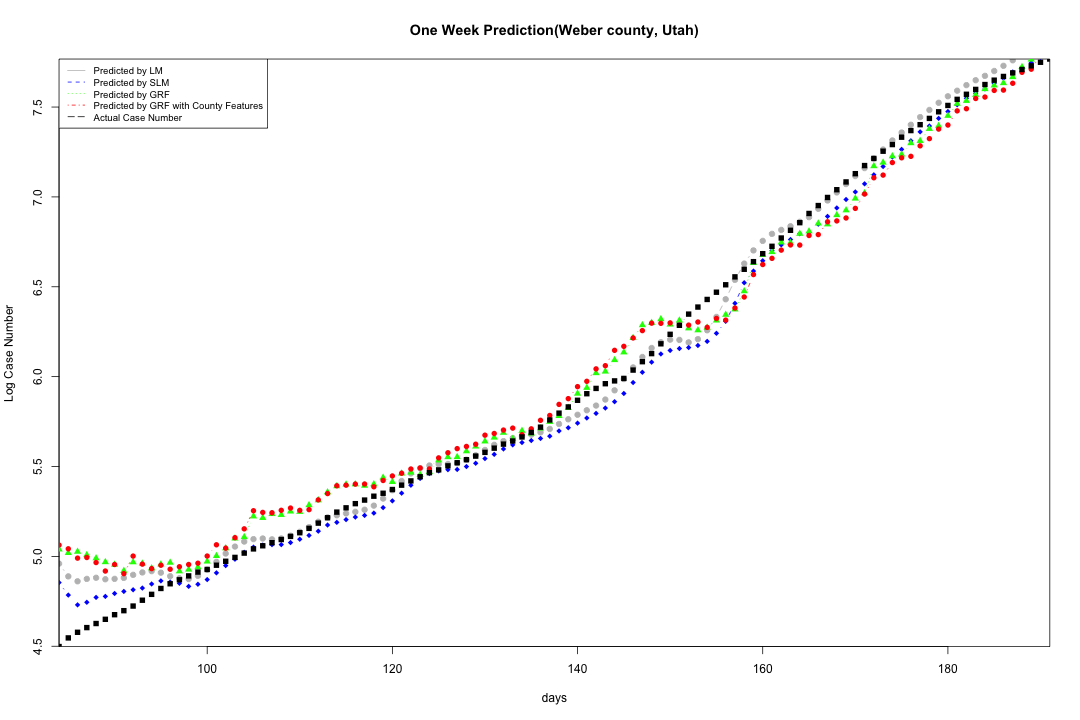 One Week Prediction(Weber county, Utah)
Predicted by LM
Predicted by SLM
Predicted by GRF
Predicted by GRF with County Features
Actual Case Number
7.5
7.0
6.5
6.0
5.5
5.0
4.5
Log Case Number
100 120 140 160 180
days